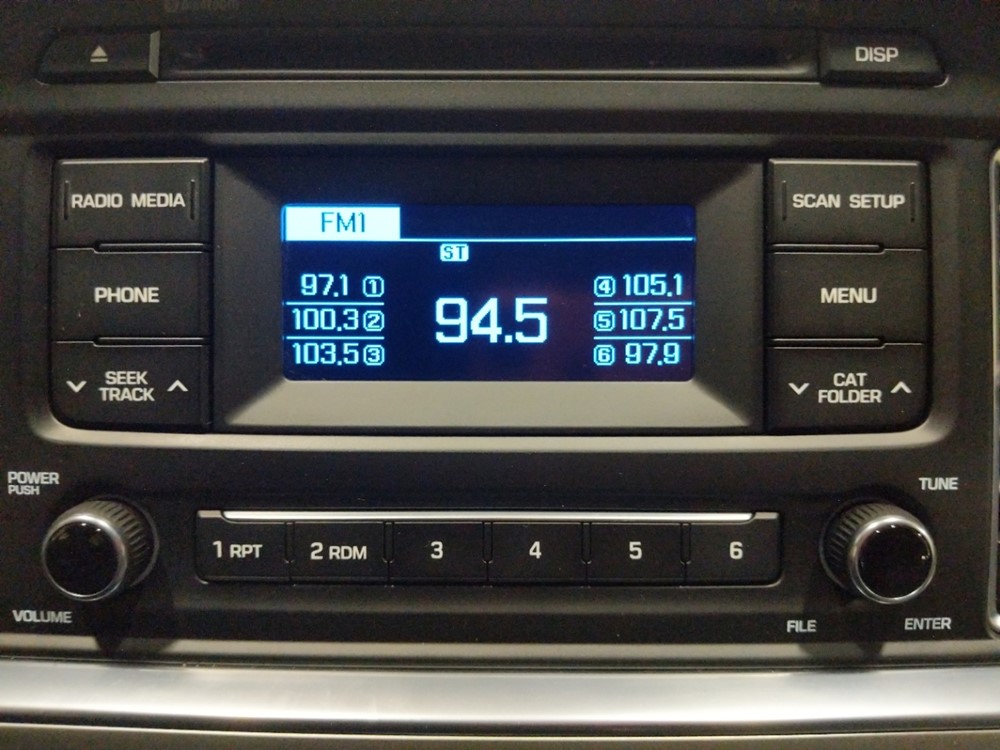 DISP
RADIO MEDIA
SCAN SETUP
FM1
ST
PHONE
MENU
97.1 1
100.3 2
103.5 3
94.5
4 105.1
5 107.5
6 97.9
SEEK
TRACK
CAT
FOLDER
POWER
PUSH
TUNE
1 RPT
2 RDM
3
4
5
6
VOLUME
FILE
ENTER